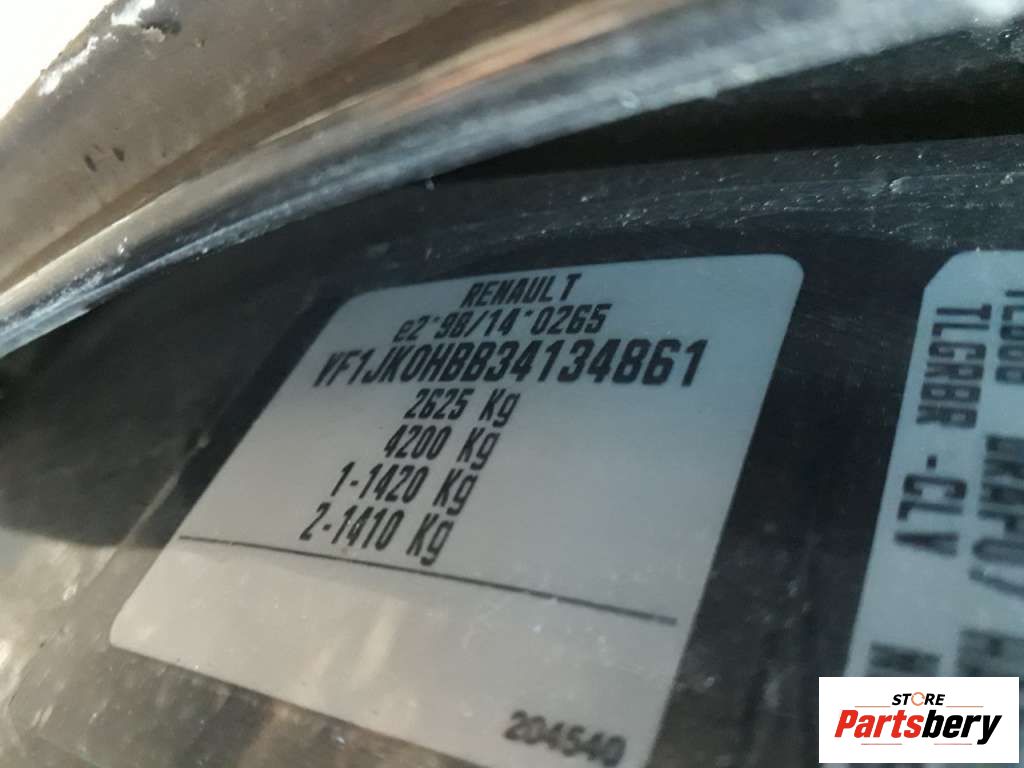 RENAULT
e2*98/14*0265
VF1JK0HBB34134861
2625 Kg
4200 Kg
1-1420 Kg
2-1410 Kg
204540
TLGRBR -CLV
STORE
Partsbery